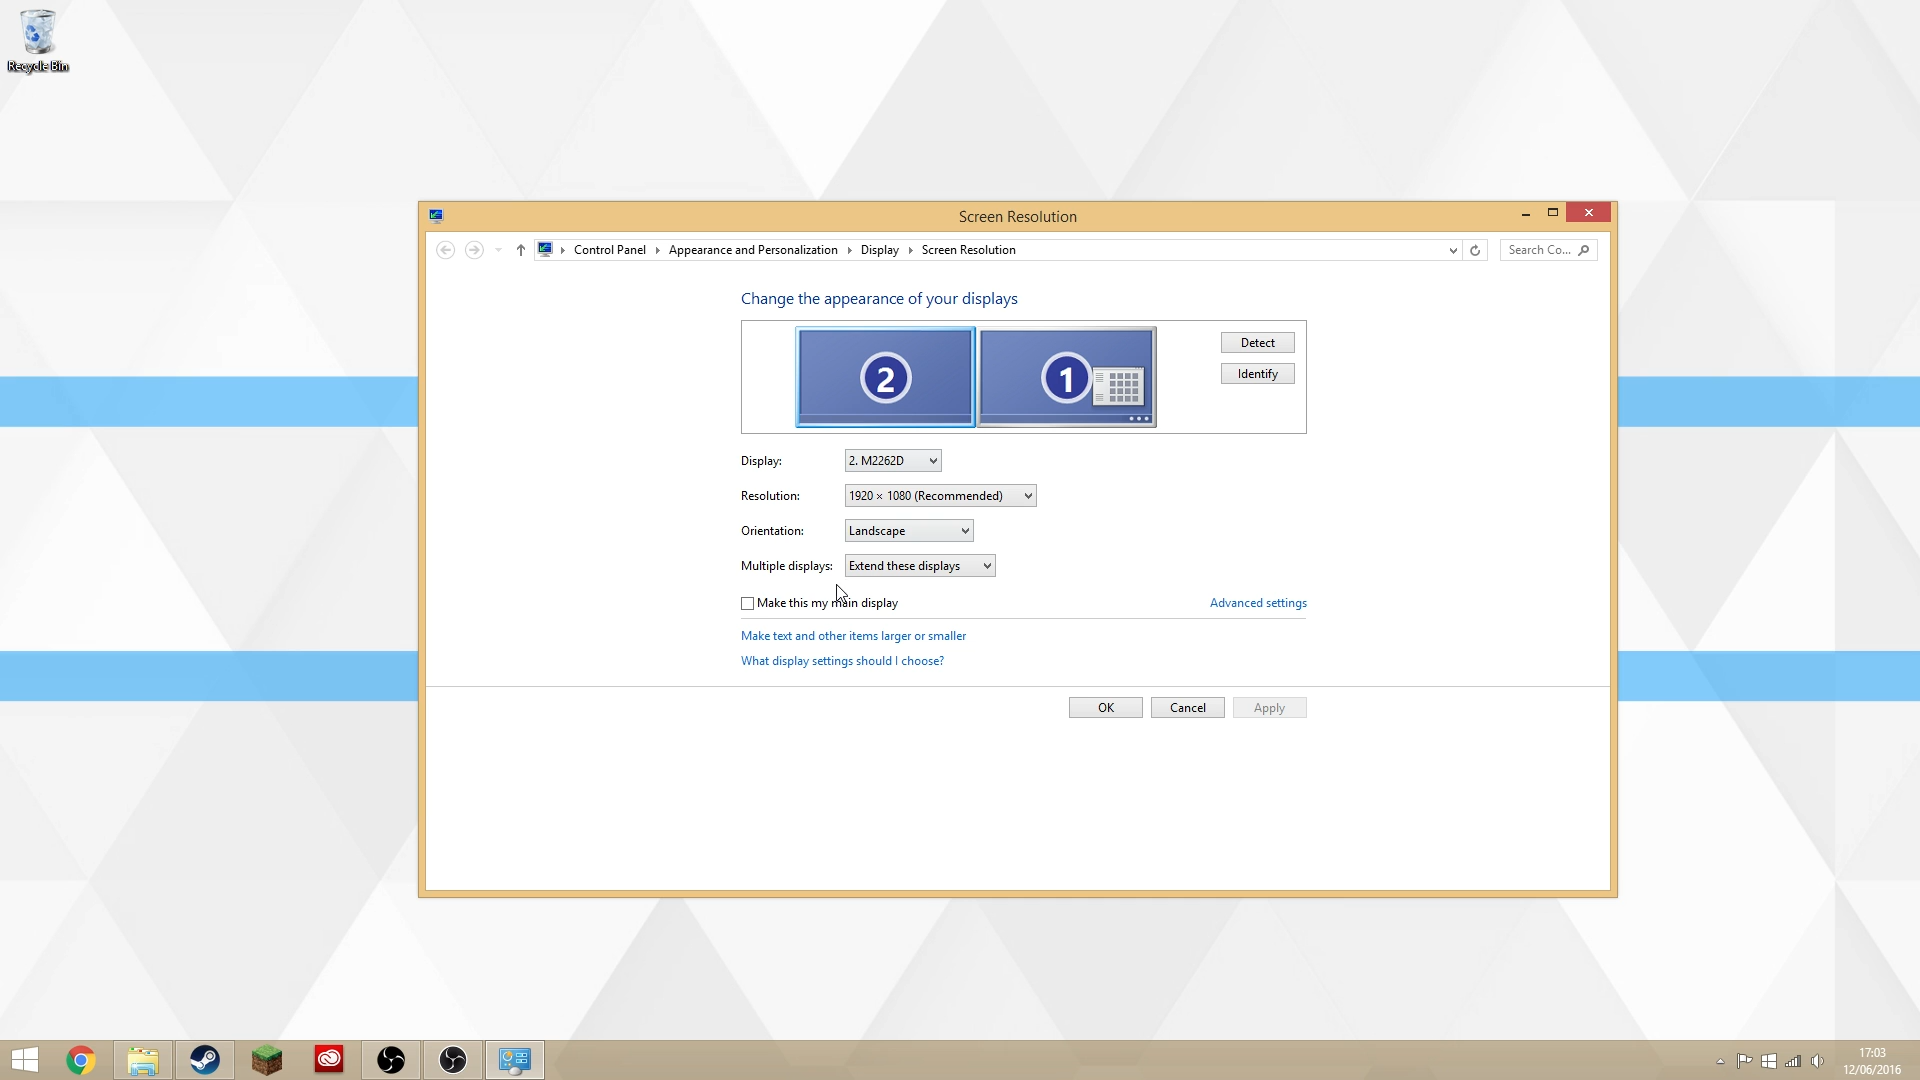 Recycle Bin
Screen Resolution
Control Panel Appearance and Personalization Display Screen Resolution
Search Co...
Change the appearance of your displays
2 1
Detect
Identify
Display: 2. M2262D
Resolution: 1920 × 1080 (Recommended)
Orientation: Landscape
Multiple displays: Extend these displays
Make this my main display Advanced settings
Make text and other items larger or smaller
What display settings should I choose?
OK Cancel Apply
17:03
12/06/2016